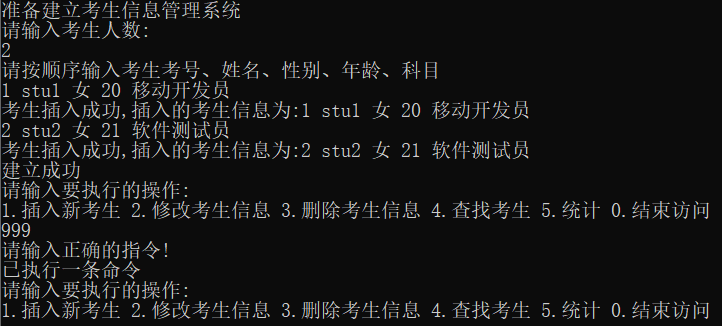 准备建立考生信息管理系统
请输入考生人数:
2
请按顺序输入考生考号、姓名、性别、年龄、科目
1 stu1 女 20 移动开发员
考生插入成功,插入的考生信息为:1 stu1 女 20 移动开发员
2 stu2 女 21 软件测试员
考生插入成功,插入的考生信息为:2 stu2 女 21 软件测试员
建立成功
请输入要执行的操作:
1.插入新考生 2.修改考生信息 3.删除考生信息 4.查找考生 5.统计 0.结束访问
999
请输入正确的指令!
已执行一条命令
请输入要执行的操作:
1.插入新考生 2.修改考生信息 3.删除考生信息 4.查找考生 5.统计 0.结束访问